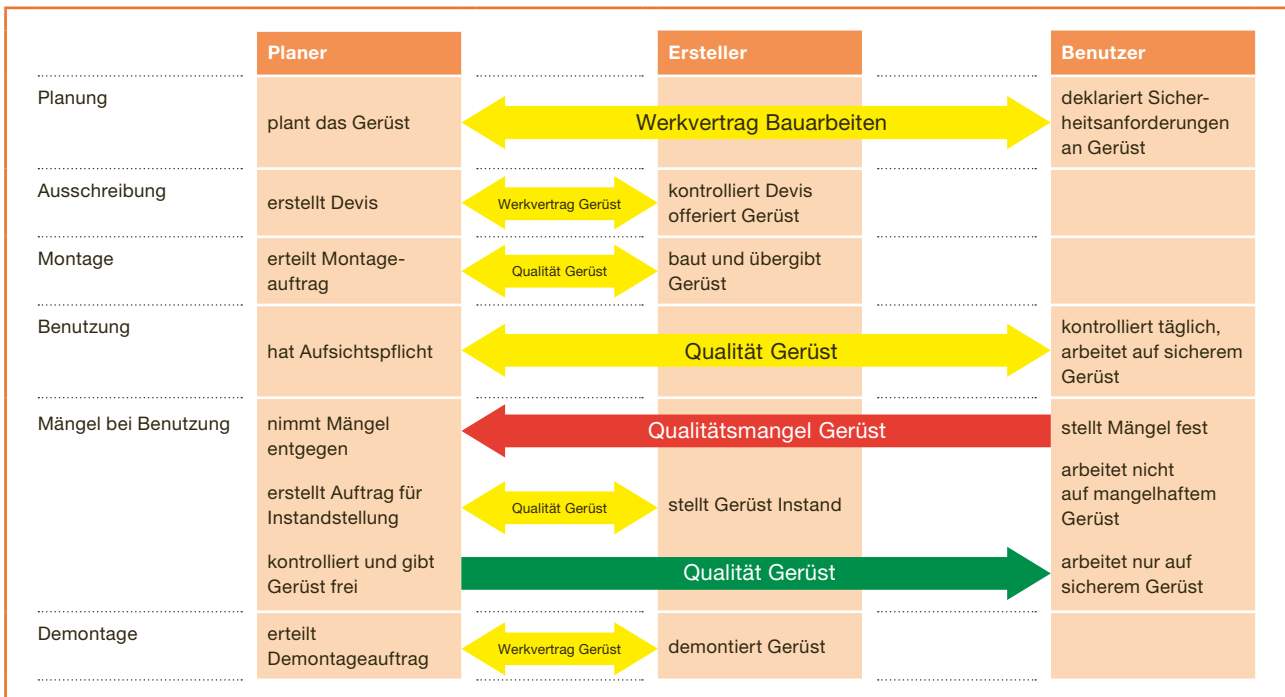 Planer
Ersteller
Benutzer
Planung
plant das Gerüst
Werkvertrag Bauarbeiten
deklariert Sicher-
heitsanforderungen
an Gerüst
Ausschreibung
erstellt Devis
Werkvertrag Gerüst
kontrolliert Devis
offeriert Gerüst
Montage
erteilt Montage-
auftrag
Qualität Gerüst
baut und übergibt
Gerüst
Benutzung
hat Aufsichtspflicht
Qualität Gerüst
kontrolliert täglich,
arbeitet auf sicherem
Gerüst
Mängel bei Benutzung
nimmt Mängel
entgegen
Qualitätsmangel Gerüst
stellt Mängel fest
erstellt Auftrag für
Instandstellung
Qualität Gerüst
stellt Gerüst Instand
arbeitet nicht
auf mangelhaftem
Gerüst
kontrolliert und gibt
Gerüst frei
Qualität Gerüst
arbeitet nur auf
sicherem Gerüst
Demontage
erteilt
Demontageauftrag
Werkvertrag Gerüst
demontiert Gerüst